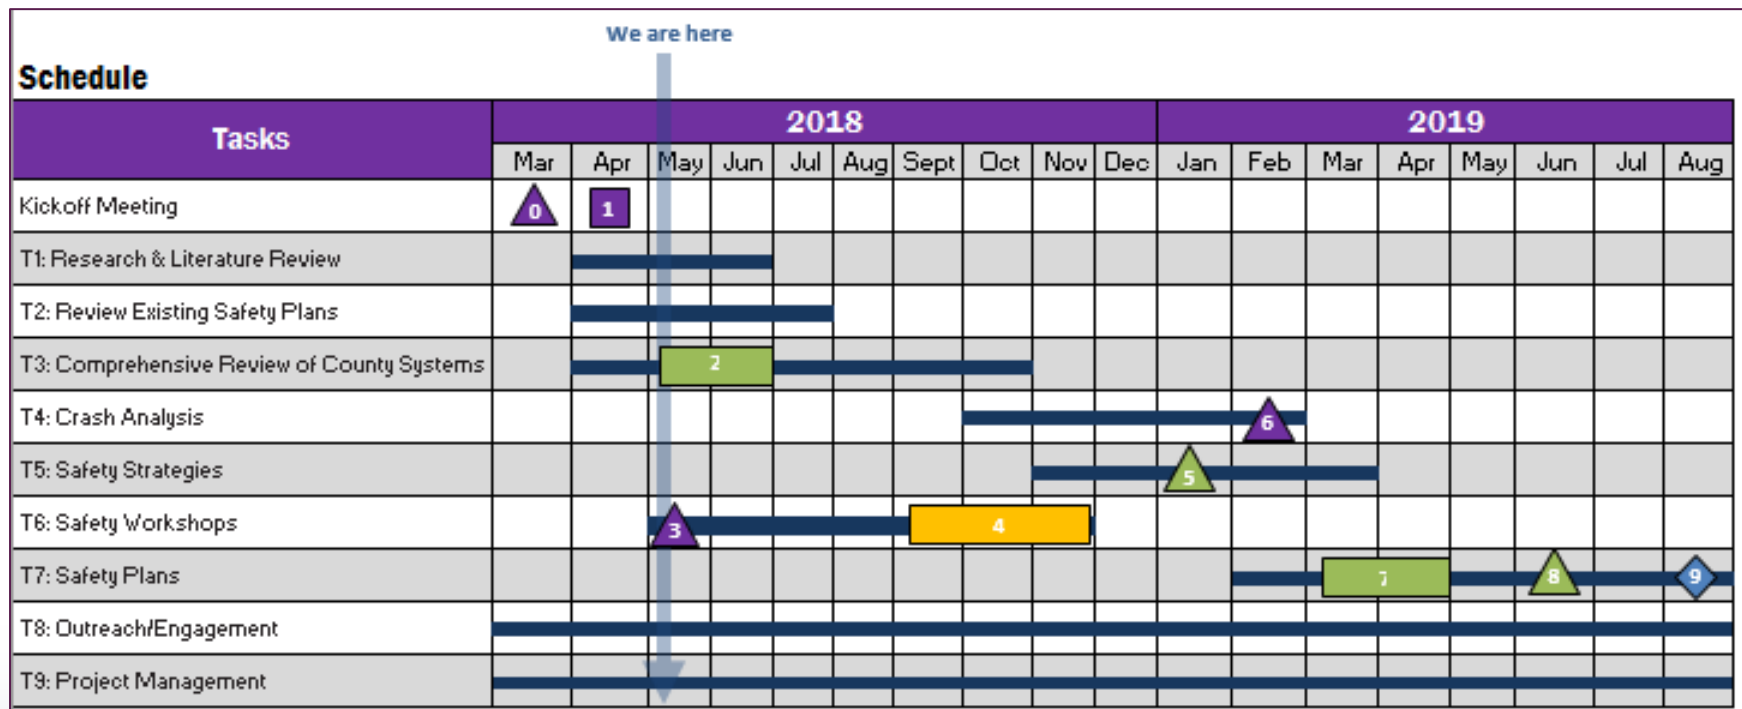 We are here
Schedule
Tasks
2018 2019
Mar Apr May Jun Jul Aug Sept Oct Nov Dec Jan Feb Mar Apr May Jun Jul Aug
Kickoff Meeting 0 1
T1: Research & Literature Review
T2: Review Existing Safety Plans
T3: Comprehensive Review of County Systems 2
T4: Crash Analysis 6
T5: Safety Strategies 5
T6: Safety Workshops 3 4
T7: Safety Plans 7 8 9
T8: Outreach/Engagement
T9: Project Management